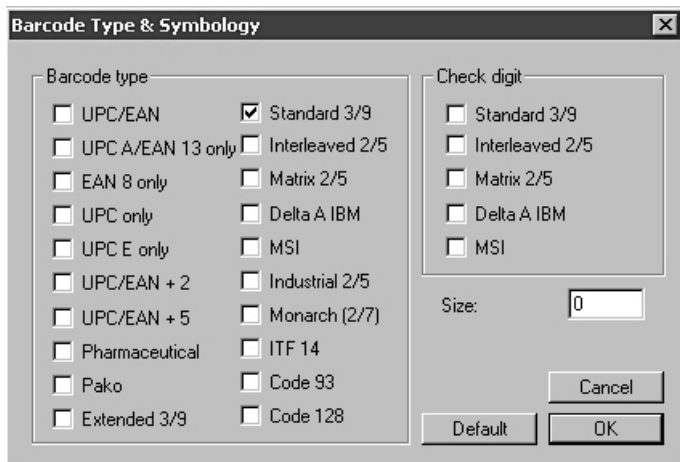 Barcode Type & Symbology
Barcode type
UPC/EAN
UPC A/EAN 13 only
EAN 8 only
UPC only
UPC E only
UPC/EAN + 2
UPC/EAN + 5
Pharmaceutical
Pako
Extended 3/9
Standard 3/9
Interleaved 2/5
Matrix 2/5
Delta A IBM
MSI
Industrial 2/5
Monarch (2/7)
ITF 14
Code 93
Code 128
Check digit
Standard 3/9
Interleaved 2/5
Matrix 2/5
Delta A IBM
MSI
Size: 0
Cancel
Default OK